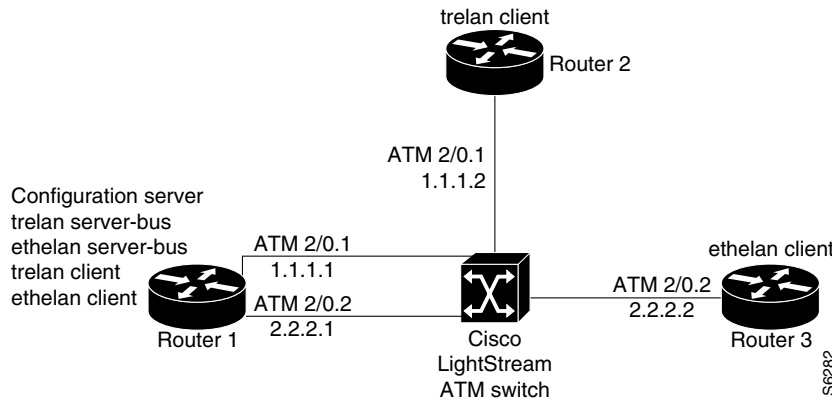 trelan client
Router 2
ATM 2/0.1
1.1.1.2
Configuration server
trelan server-bus
ethelan server-bus
trelan client
ethelan client
Router 1
ATM 2/0.1
1.1.1.1
ATM 2/0.2
2.2.2.1
Cisco
LightStream
ATM switch
ethelan client
ATM 2/0.2
2.2.2.2
Router 3
S6282